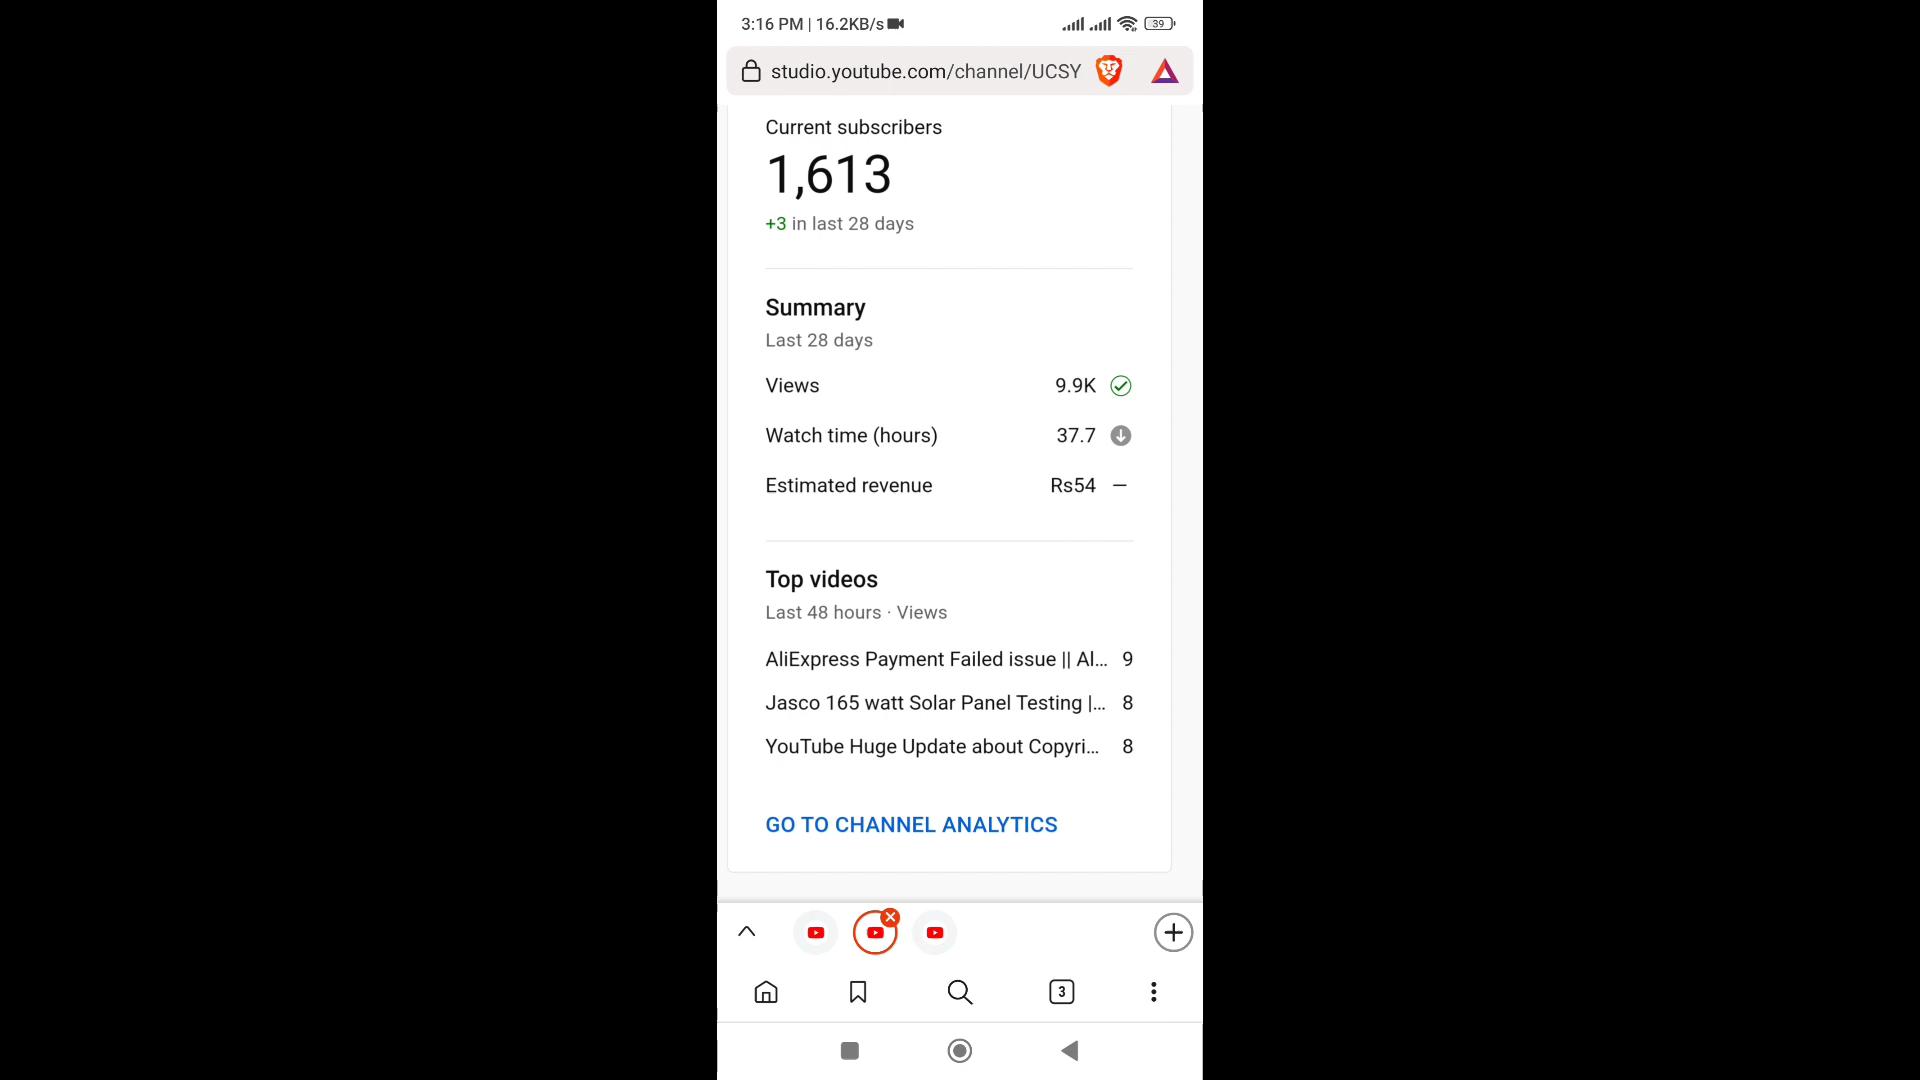 3:16 PM | 16.2KB/s 39
studio.youtube.com/channel/UCSY
Current subscribers
1,613
+3 in last 28 days
Summary
Last 28 days
Views 9.9K
Watch time (hours) 37.7
Estimated revenue Rs54 —
Top videos
Last 48 hours · Views
AliExpress Payment Failed issue || Al... 9
Jasco 165 watt Solar Panel Testing |... 8
YouTube Huge Update about Copyri... 8
GO TO CHANNEL ANALYTICS
3